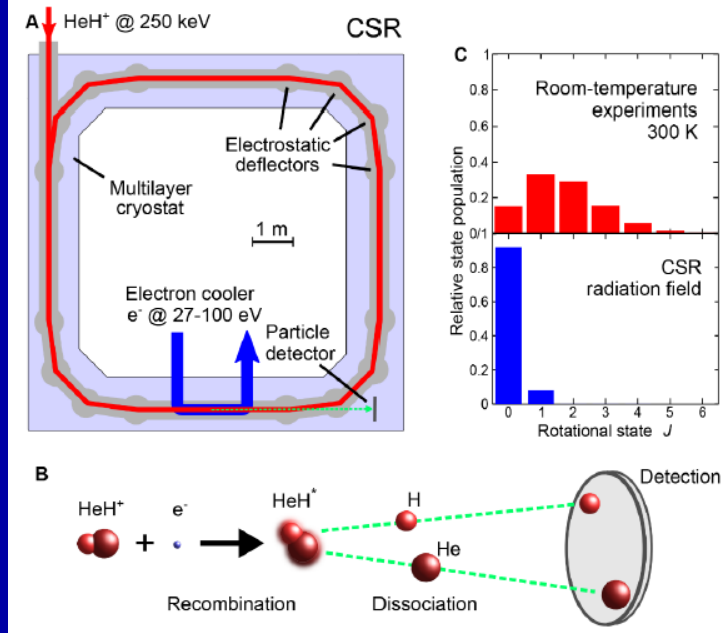 A
HeH⁺ @ 250 keV
CSR
Electrostatic
deflectors
Multilayer
cryostat
1 m
Electron cooler
e⁻ @ 27-100 eV
Particle
detector
C
1
Room-temperature
experiments
300 K
0.8
0.6
0.4
0.2
0/1
CSR
radiation field
0.8
0.6
0.4
0.2
0
Relative state population
0 1 2 3 4 5 6
Rotational state J
B
HeH⁺
+
e⁻
HeH*
H
He
Detection
Recombination
Dissociation